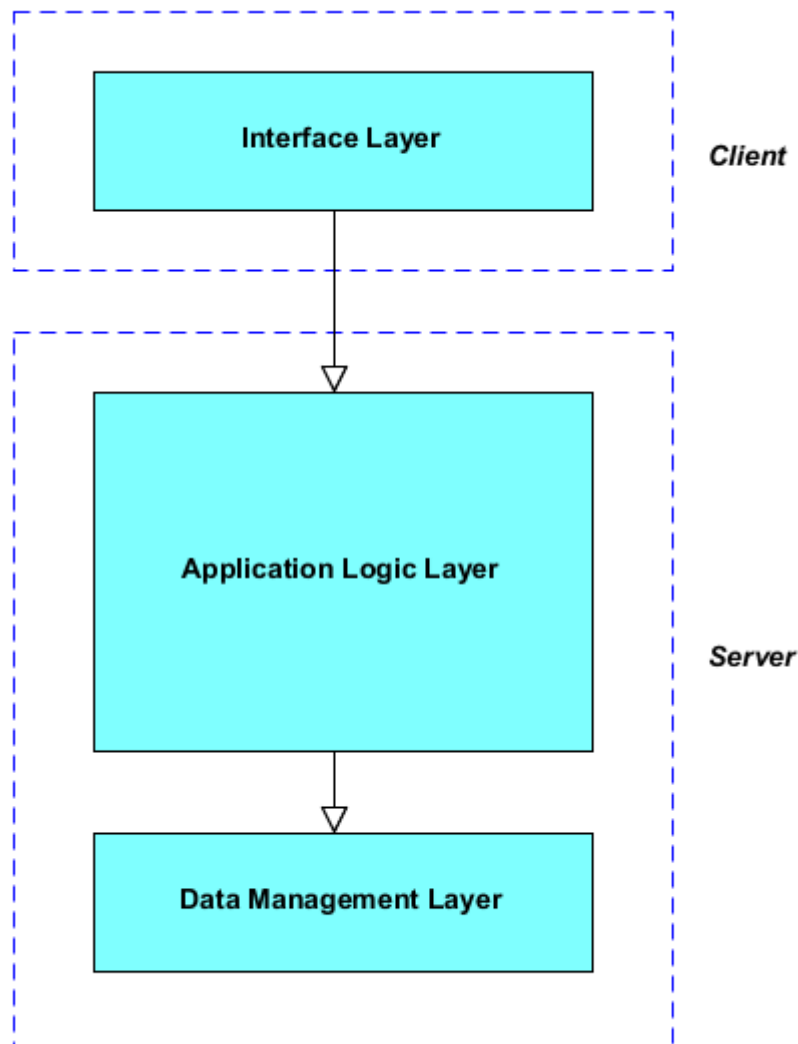 Interface Layer
Client
Application Logic Layer
Server
Data Management Layer